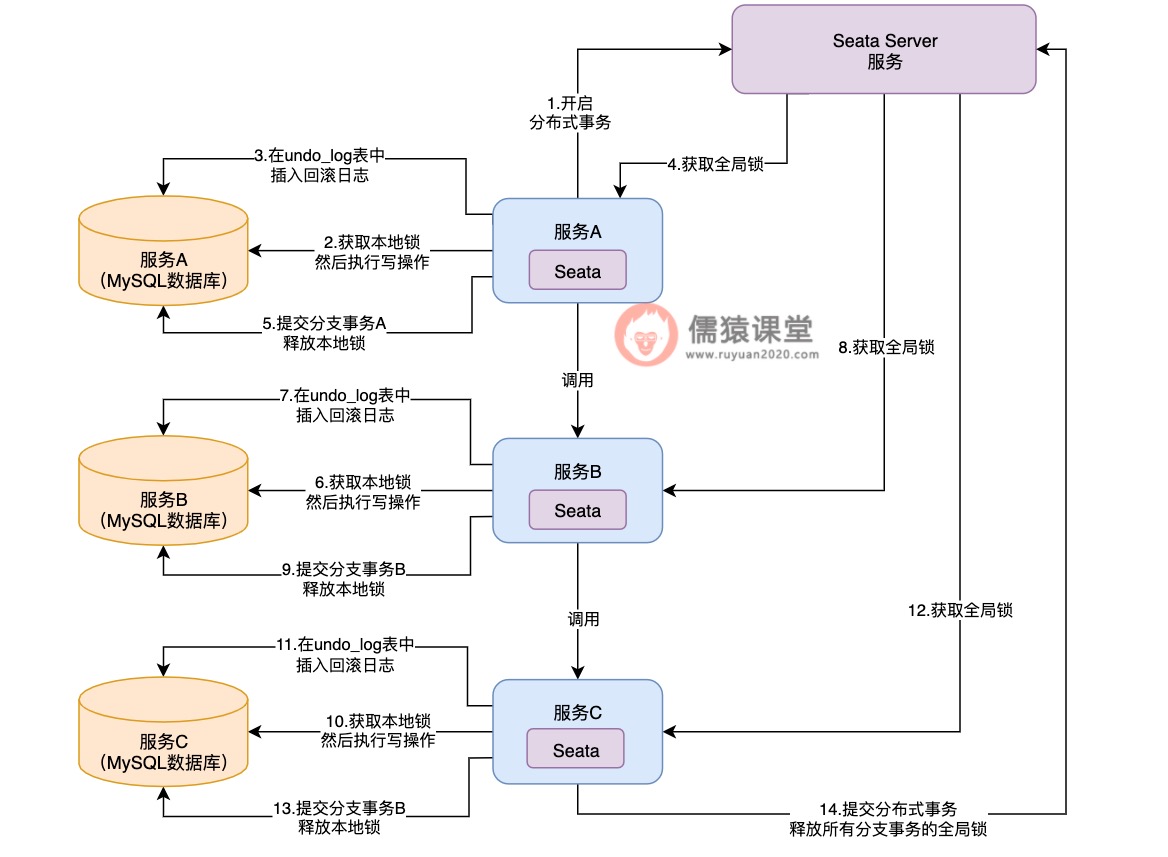 Seata Server
服务
1.开启
分布式事务
3.在undo_log表中
插入回滚日志
4.获取全局锁
服务A
(MySQL数据库)
2.获取本地锁
然后执行写操作
服务A
Seata
5.提交分支事务A
释放本地锁
儒猿课堂
www.ruyuan2020.com
8.获取全局锁
调用
7.在undo_log表中
插入回滚日志
服务B
(MySQL数据库)
6.获取本地锁
然后执行写操作
服务B
Seata
9.提交分支事务B
释放本地锁
调用
12.获取全局锁
11.在undo_log表中
插入回滚日志
服务C
(MySQL数据库)
10.获取本地锁
然后执行写操作
服务C
Seata
13.提交分支事务B
释放本地锁
14.提交分布式事务
释放所有分支事务的全局锁